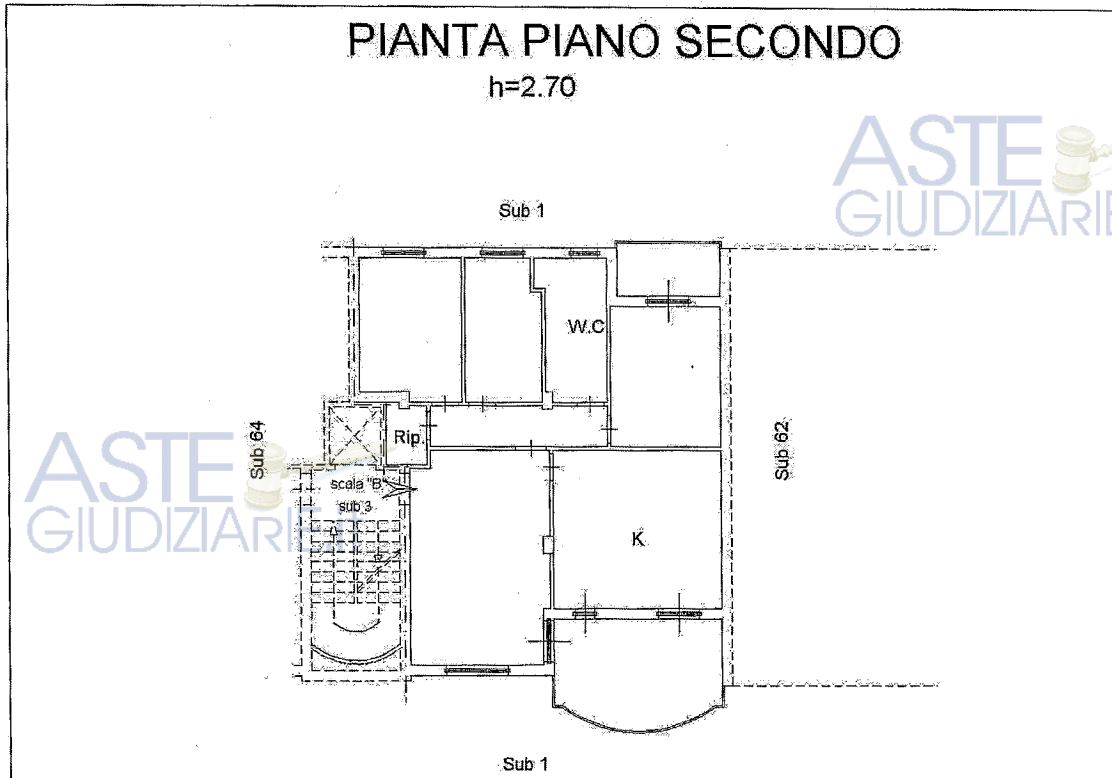 PIANTA PIANO SECONDO
h=2.70
ASTE
GIUDIZIARIE
Sub 1
W.C
Sub 64
Rip.
Sub 62
ASTE
GIUDIZIARIE.it
scala "B"
sub 3
K
Sub 1